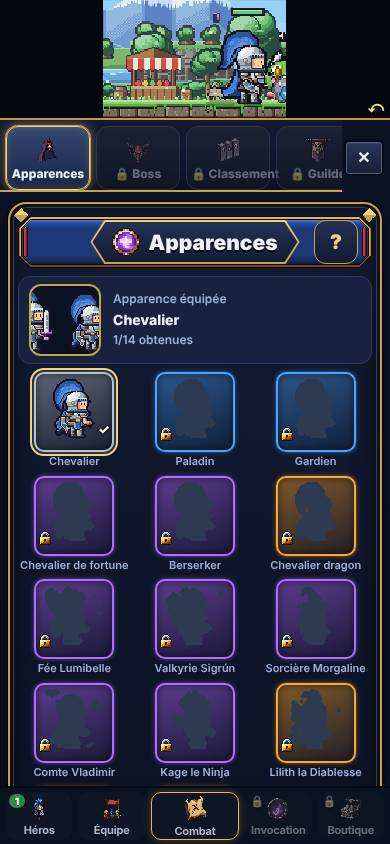 Apparences
Boss
Classement
Guilde
Apparences
?
Apparence équipée
Chevalier
1/14 obtenues
Chevalier
Paladin
Gardien
Chevalier de fortune
Berserker
Chevalier dragon
Fée Lumibelle
Valkyrie Sigrún
Sorcière Morgaline
Comte Vladimir
Kage le Ninja
Lilith la Diablesse
1
Héros
Équipe
Combat
Invocation
Boutique